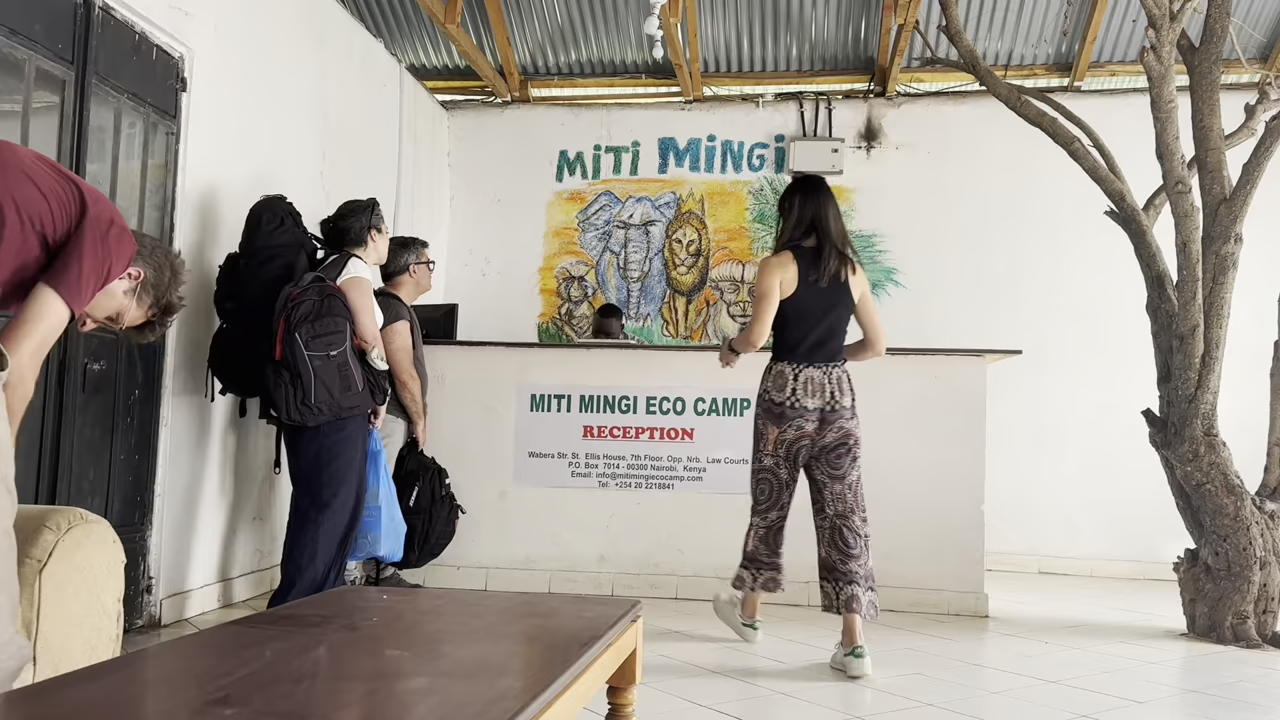 MiTi MiNGi
MITI MINGI ECO CAMP
RECEPTION
Wabera Str. St. Ellis House, 7th Floor. Opp. Nrb. Law Courts
P.O. Box 7014 - 00300 Nairobi, Kenya
Email: info@mitimingiecocamp.com
Tel: +254 20 2218841